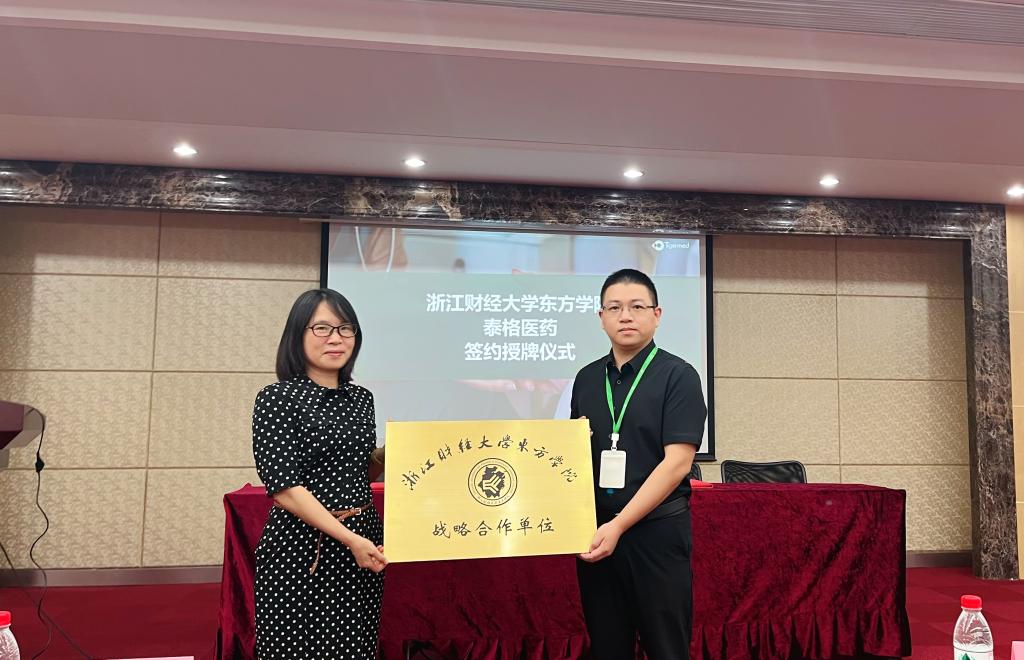 Tigermed
浙江财经大学东方学院
泰格医药
签约授牌仪式
浙江财经大学东方学院
战略合作单位